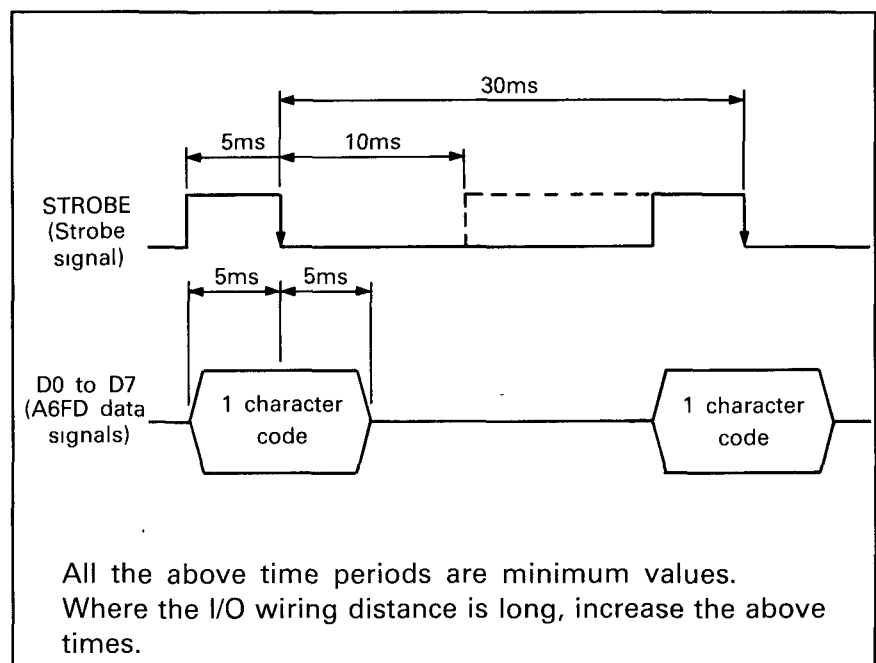 30ms
5ms
10ms
STROBE
(Strobe
signal)
5ms
5ms
D0 to D7
(A6FD data
signals)
1 character
code
1 character
code
All the above time periods are minimum values.
Where the I/O wiring distance is long, increase the above
times.